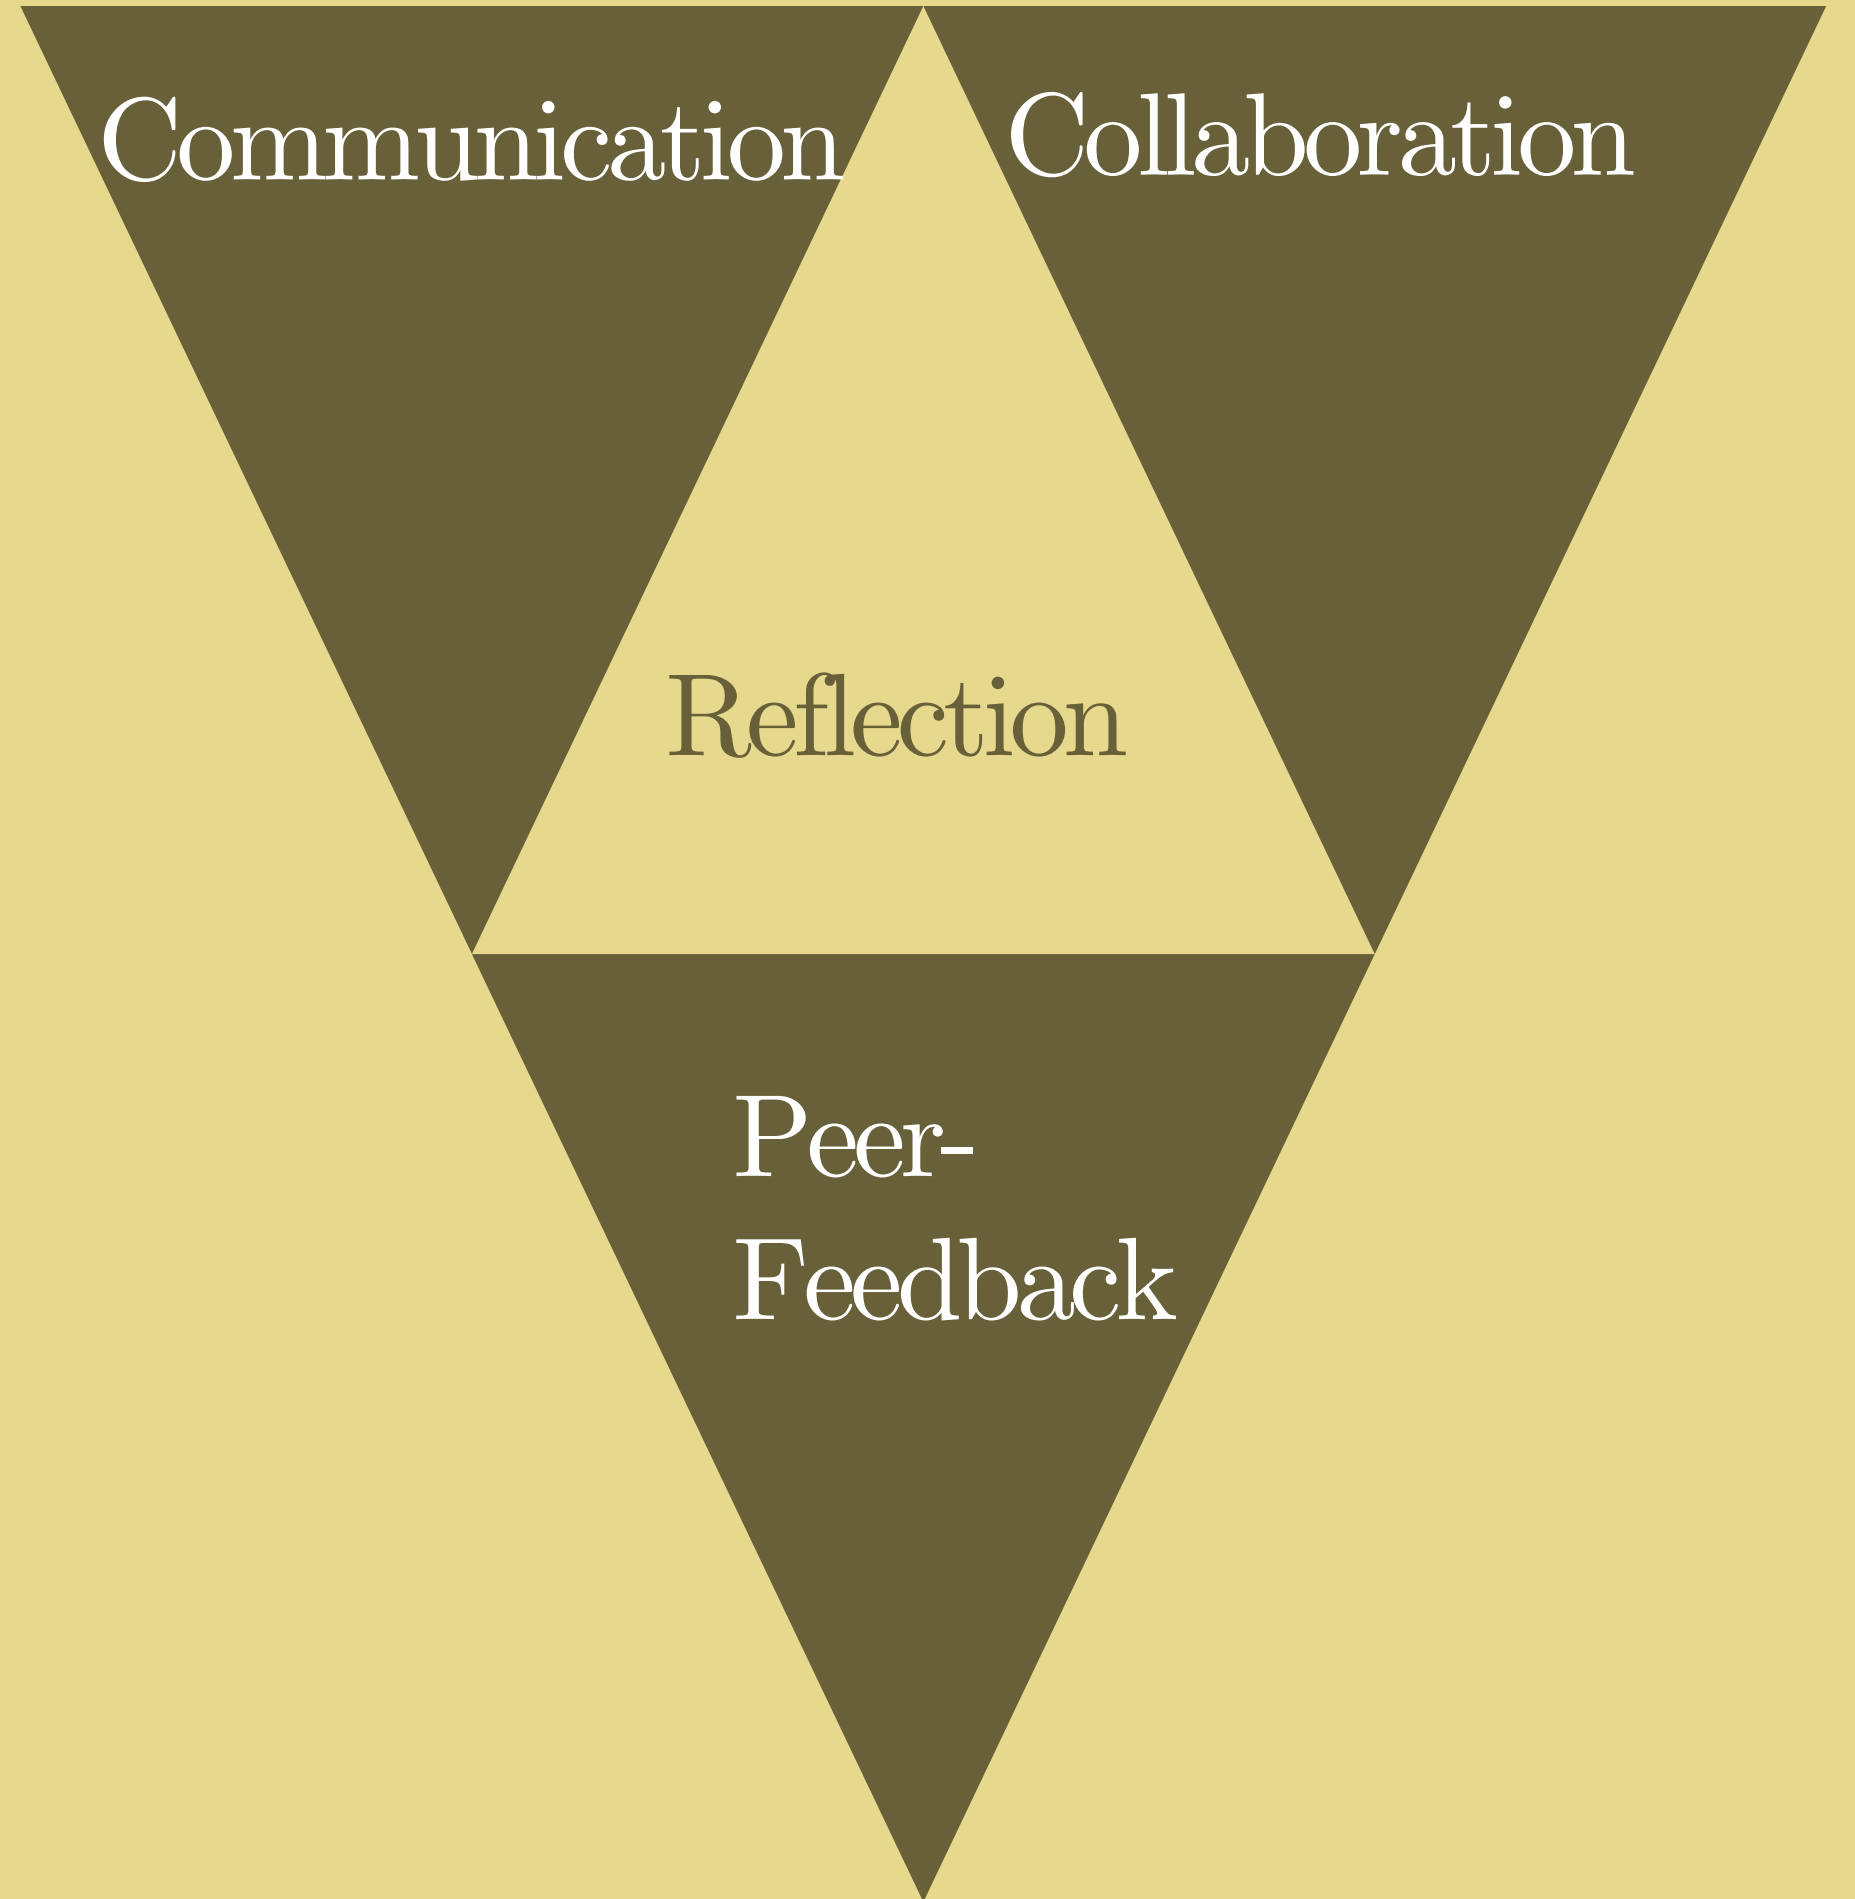 Communication
Collaboration
Reflection
Peer-
Feedback